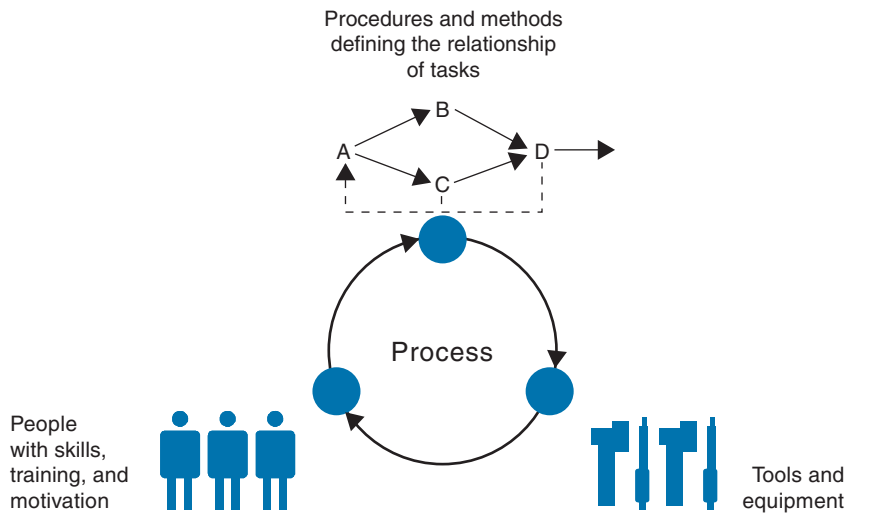 Procedures and methods
defining the relationship
of tasks
B
A
D
C
Process
People
with skills,
training, and
motivation
Tools and
equipment